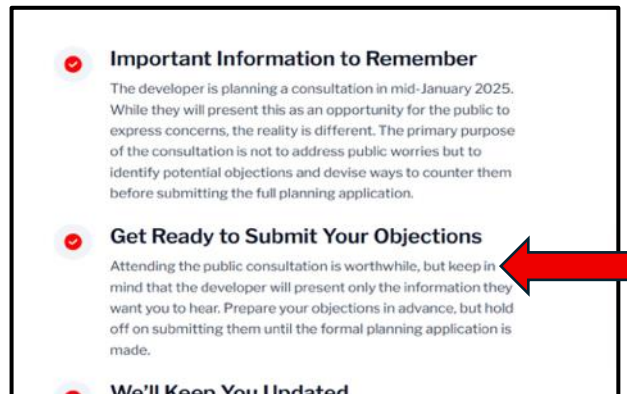 Important Information to Remember
The developer is planning a consultation in mid-January 2025.
While they will present this as an opportunity for the public to
express concerns, the reality is different. The primary purpose
of the consultation is not to address public worries but to
identify potential objections and devise ways to counter them
before submitting the full planning application.
Get Ready to Submit Your Objections
Attending the public consultation is worthwhile, but keep in
mind that the developer will present only the information they
want you to hear. Prepare your objections in advance, but hold
off on submitting them until the formal planning application is
made.
We'll Keep You Updated